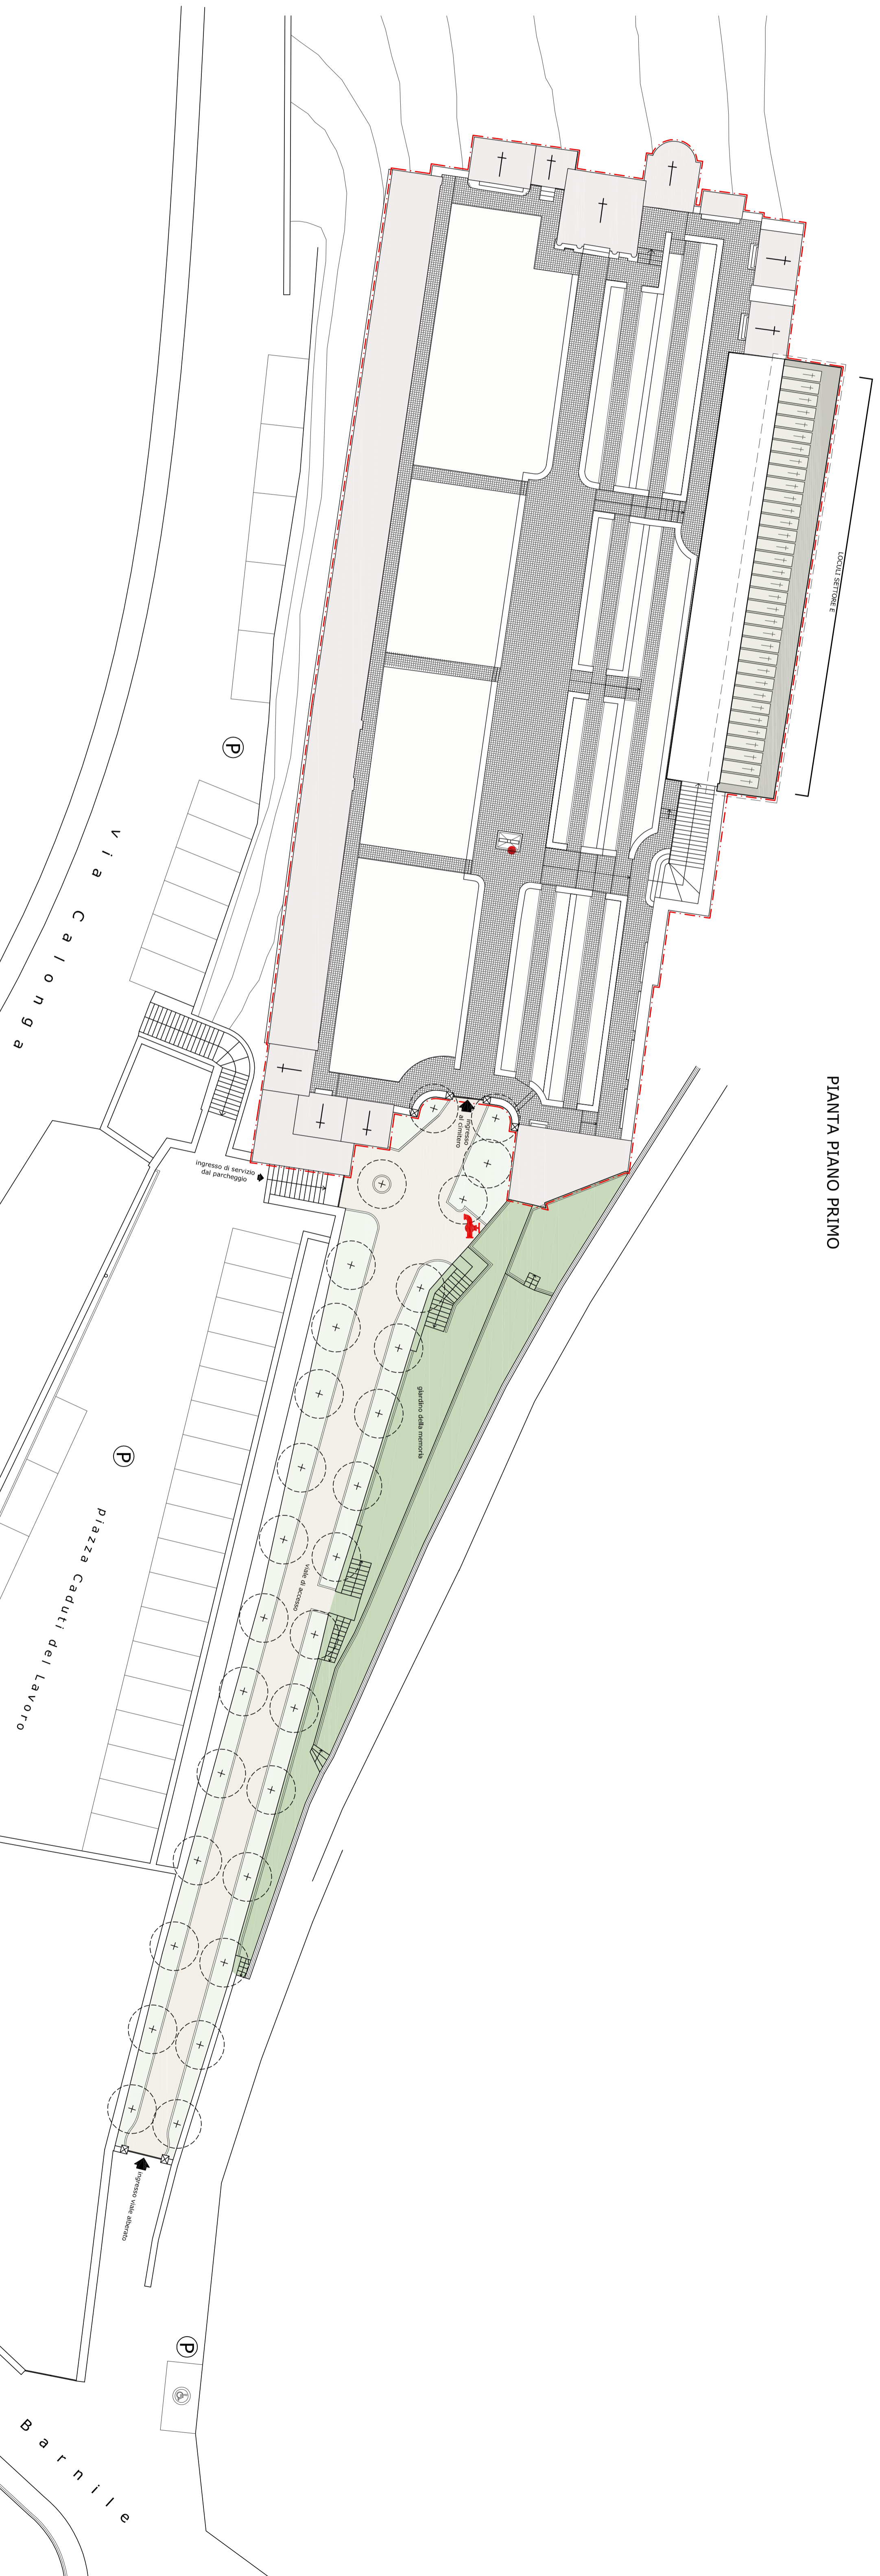 LOCULI SETTORE E
PIANTA PIANO PRIMO
P
via Calonga
ingresso
al cimitero
ingresso di servizio
dal parcheggio
giardino della memoria
P
piazza Caduti del Lavoro
viale di accesso
ingresso viale alberato
P
Barnile